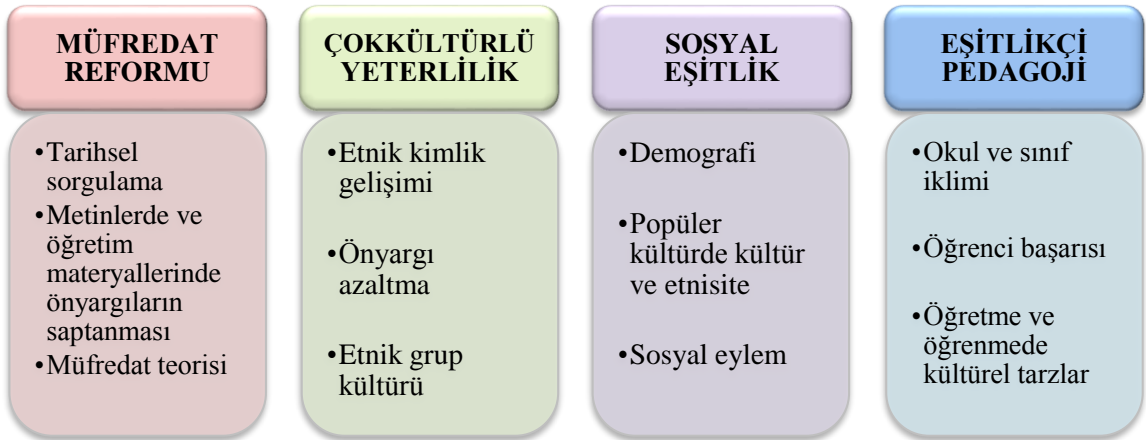 MÜFREDAT
REFORMU
•Tarihsel
sorgulama
•Metinlerde ve
öğretim
materyallerinde
önyargıların
saptanması
•Müfredat teorisi
ÇOKKÜLTÜRLÜ
YETERLİLİK
•Etnik kimlik
gelişimi
•Önyargı
azaltma
•Etnik grup
kültürü
SOSYAL
EŞİTLİK
•Demografi
•Popüler
kültürde kültür
ve etnisite
•Sosyal eylem
EŞİTLİKÇİ
PEDAGOJİ
•Okul ve sınıf
iklimi
•Öğrenci başarısı
•Öğretme ve
öğrenmede
kültürel tarzlar